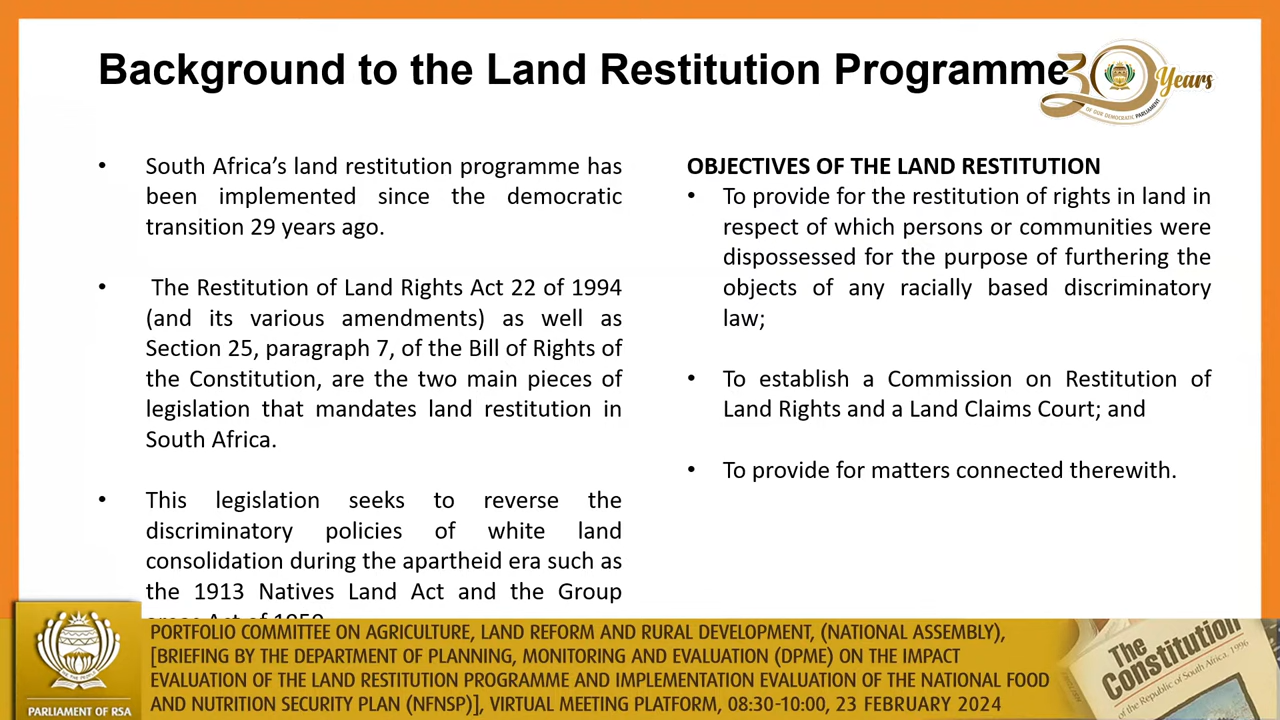 Background to the Land Restitution Programme
30 Years
OF OUR DEMOCRATIC PARLIAMENT
• South Africa’s land restitution programme has
been implemented since the democratic
transition 29 years ago.
• The Restitution of Land Rights Act 22 of 1994
(and its various amendments) as well as
Section 25, paragraph 7, of the Bill of Rights of
the Constitution, are the two main pieces of
legislation that mandates land restitution in
South Africa.
• This legislation seeks to reverse the
discriminatory policies of white land
consolidation during the apartheid era such as
the 1913 Natives Land Act and the Group
OBJECTIVES OF THE LAND RESTITUTION
• To provide for the restitution of rights in land in
respect of which persons or communities were
dispossessed for the purpose of furthering the
objects of any racially based discriminatory
law;
• To establish a Commission on Restitution of
Land Rights and a Land Claims Court; and
• To provide for matters connected therewith.
PARLIAMENT OF RSA
PORTFOLIO COMMITTEE ON AGRICULTURE, LAND REFORM AND RURAL DEVELOPMENT, (NATIONAL ASSEMBLY),
[BRIEFING BY THE DEPARTMENT OF PLANNING, MONITORING AND EVALUATION (DPME) ON THE IMPACT
EVALUATION OF THE LAND RESTITUTION PROGRAMME AND IMPLEMENTATION EVALUATION OF THE NATIONAL FOOD
AND NUTRITION SECURITY PLAN (NFNSP)], VIRTUAL MEETING PLATFORM, 08:30-10:00, 23 FEBRUARY 2024
The
Constitution
of the Republic of South Africa, 1996